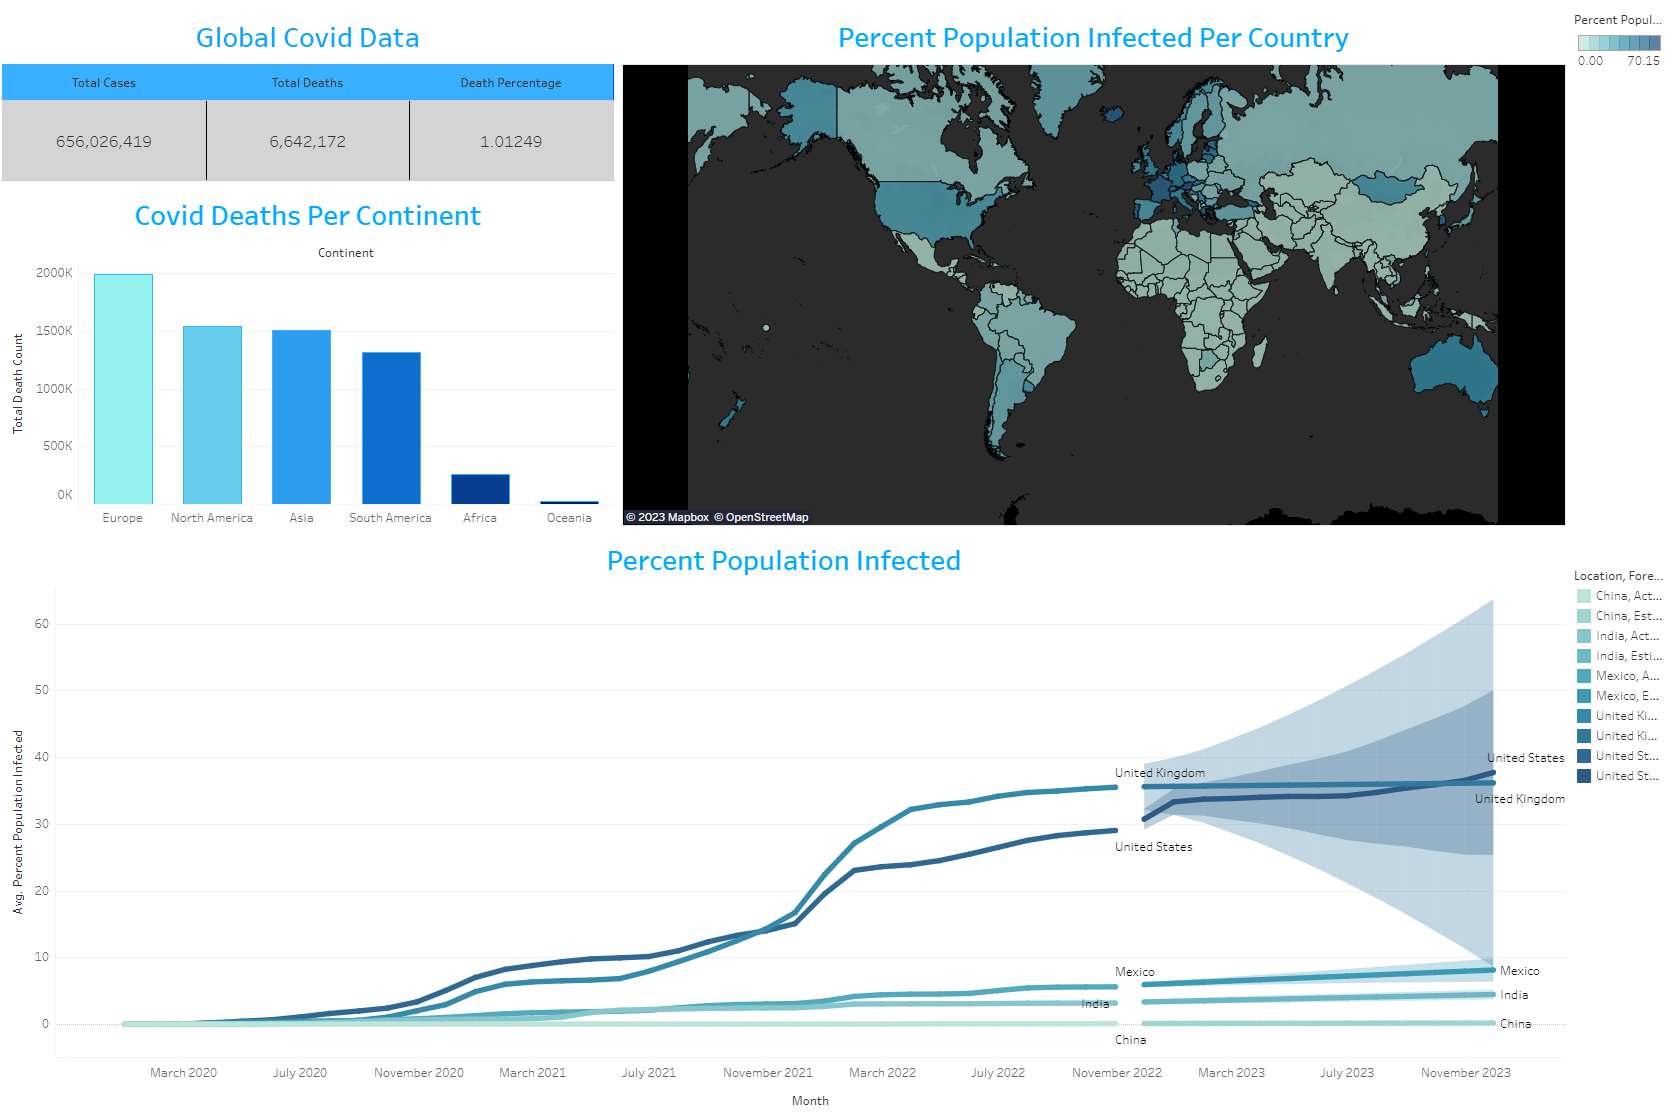 Global Covid Data
Total Cases Total Deaths Death Percentage
656,026,419 6,642,172 1.01249
Covid Deaths Per Continent
Continent
Total Death Count
2000K
1500K
1000K
500K
0K
Europe North America Asia South America Africa Oceania
Percent Population Infected Per Country
© 2023 Mapbox © OpenStreetMap
Percent Popul...
0.00 70.15
Percent Population Infected
Avg. Percent Population Infected
60
50
40
30
20
10
0
United Kingdom
United States
Mexico
India
China
United States
United Kingdom
Mexico
India
China
March 2020 July 2020 November 2020 March 2021 July 2021 November 2021 March 2022 July 2022 November 2022 March 2023 July 2023 November 2023
Month
Location, Fore...
China, Act...
China, Est...
India, Act...
India, Esti...
Mexico, A...
Mexico, E...
United Ki...
United Ki...
United St...
United St...